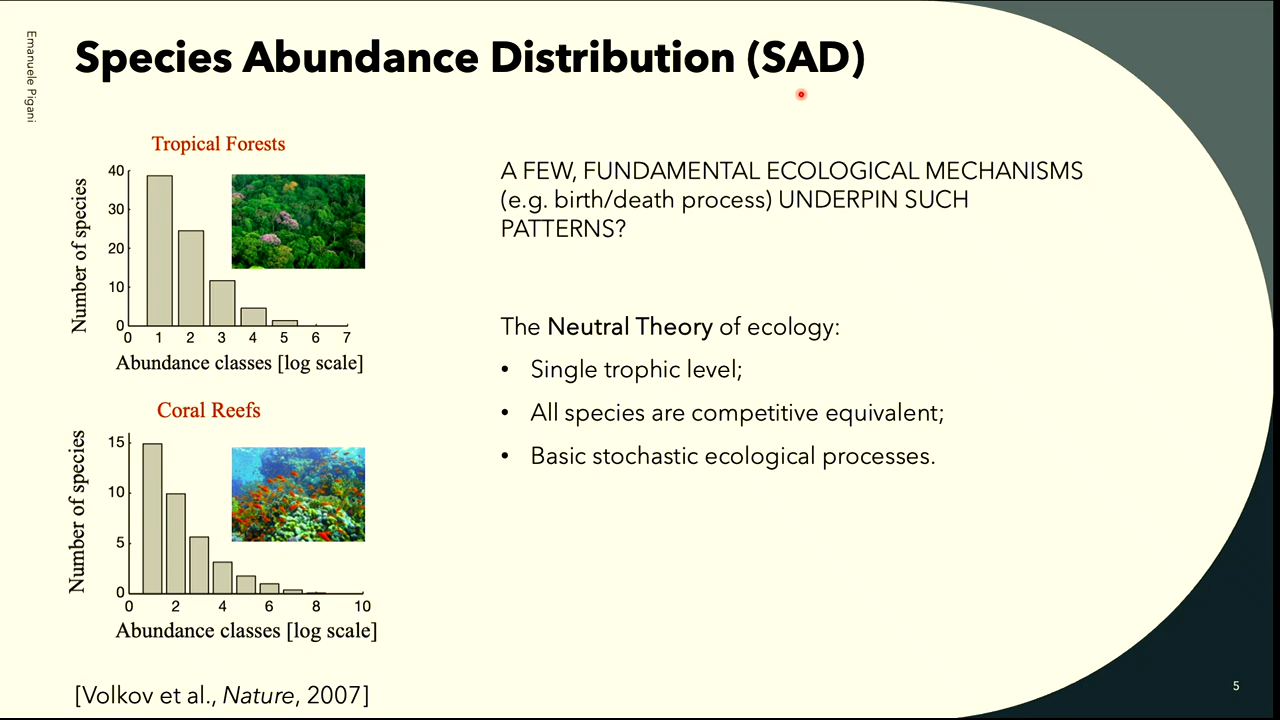 Emanuele Pigani
Species Abundance Distribution (SAD)
Tropical Forests
Number of species
40
30
20
10
0
0 1 2 3 4 5 6 7
Abundance classes [log scale]
Coral Reefs
Number of species
15
10
5
0
0 2 4 6 8 10
Abundance classes [log scale]
[Volkov et al., Nature, 2007]
A FEW, FUNDAMENTAL ECOLOGICAL MECHANISMS
(e.g. birth/death process) UNDERPIN SUCH
PATTERNS?
The Neutral Theory of ecology:
• Single trophic level;
• All species are competitive equivalent;
• Basic stochastic ecological processes.
5